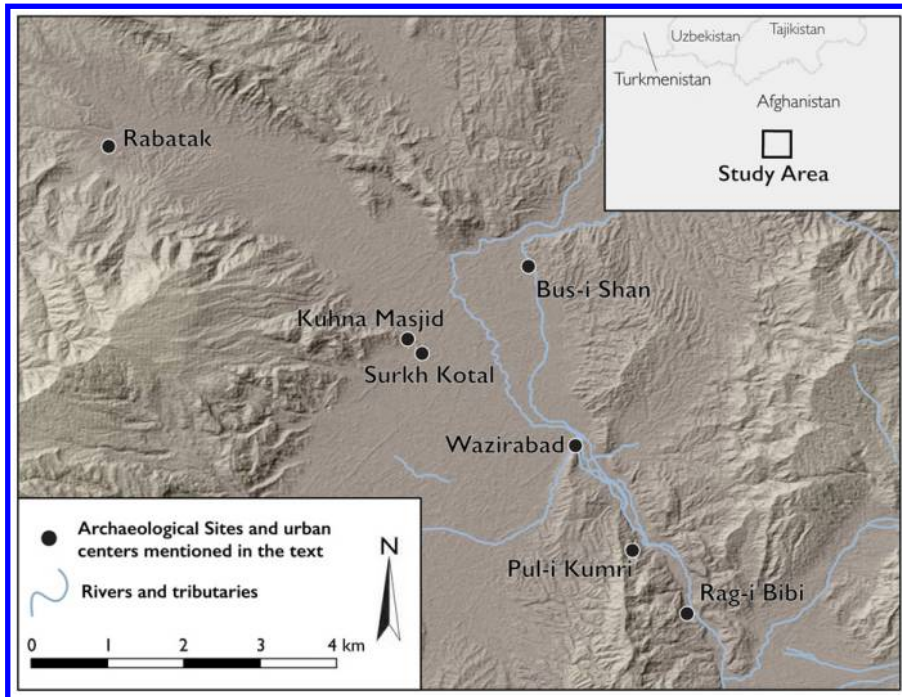 Uzbekistan
Tajikistan
Turkmenistan
Afghanistan
Study Area
Rabatak
Bus-i Shan
Kuhna Masjid
Surkh Kotal
Wazirabad
Pul-i Kumri
Rag-i Bibi
Archaeological Sites and urban
centers mentioned in the text
Rivers and tributaries
N
0 1 2 3 4 km